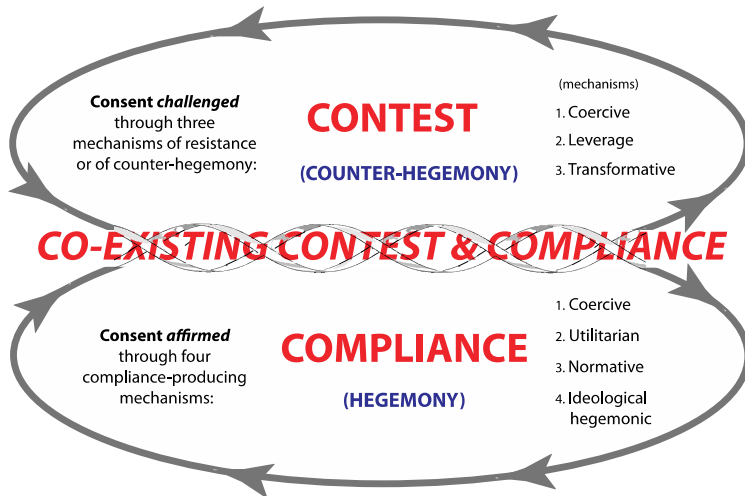 Consent challenged
through three
mechanisms of resistance
or of counter-hegemony:
CONTEST
(COUNTER-HEGEMONY)
(mechanisms)
1. Coercive
2. Leverage
3. Transformative
CO-EXISTING CONTEST & COMPLIANCE
Consent affirmed
through four
compliance-producing
mechanisms:
COMPLIANCE
(HEGEMONY)
1. Coercive
2. Utilitarian
3. Normative
4. Ideological
hegemonic